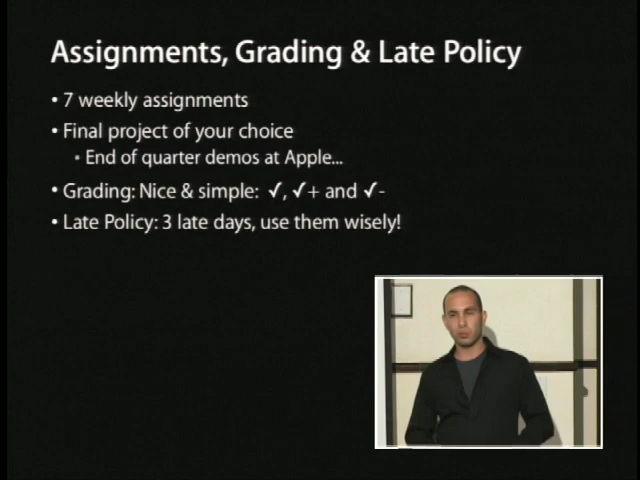 Assignments, Grading & Late Policy
• 7 weekly assignments
• Final project of your choice
• End of quarter demos at Apple...
• Grading: Nice & simple: ✓, ✓+ and ✓-
• Late Policy: 3 late days, use them wisely!